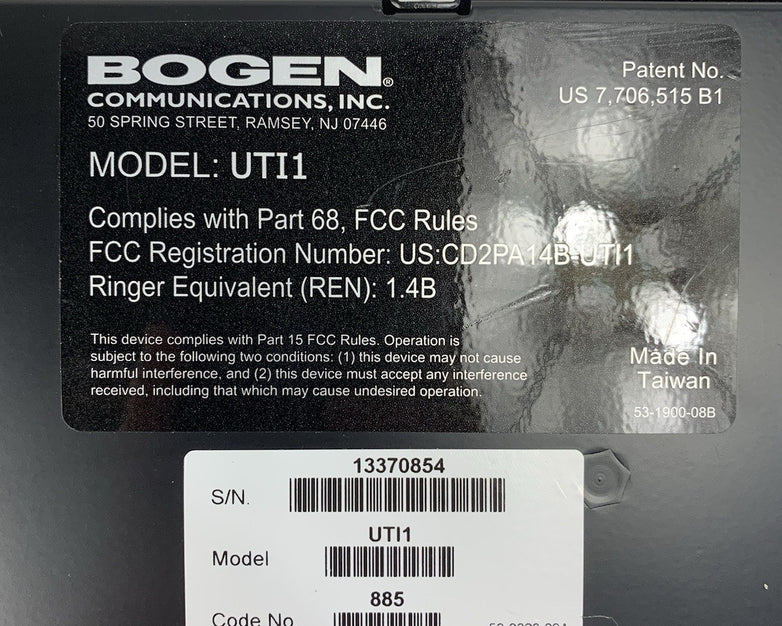 BOGEN®
COMMUNICATIONS, INC.
50 SPRING STREET, RAMSEY, NJ 07446
Patent No.
US 7,706,515 B1
MODEL: UTI1
Complies with Part 68, FCC Rules
FCC Registration Number: US:CD2PA14B-UTI1
Ringer Equivalent (REN): 1.4B
This device complies with Part 15 FCC Rules. Operation is
subject to the following two conditions: (1) this device may not cause
harmful interference, and (2) this device must accept any interference
received, including that which may cause undesired operation.
Made In
Taiwan
53-1900-08B
13370854
S/N.
UTI1
Model
885
Code No